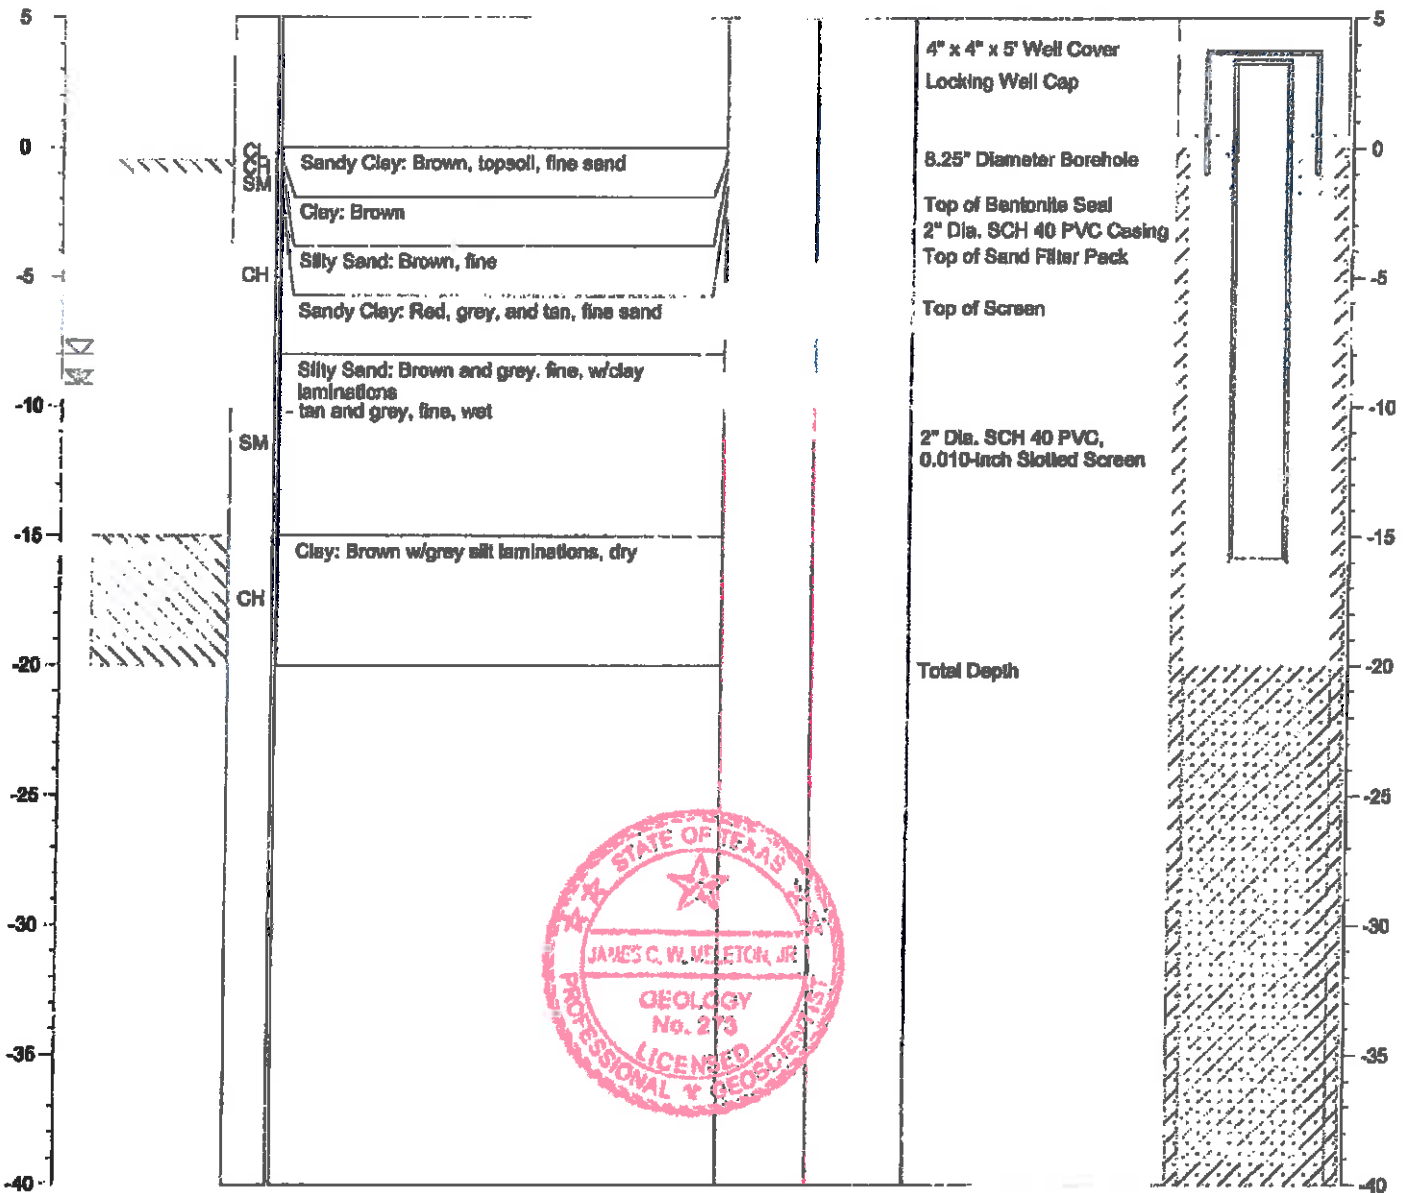 5
0
-5
-10
-15
-20
-25
-30
-35
-40
CL
CH
SM
CH
SM
CH
Sandy Clay: Brown, topsoil, fine sand
Clay: Brown
Silty Sand: Brown, fine
Sandy Clay: Red, grey, and tan, fine sand
Silty Sand: Brown and grey. fine, w/clay
laminations
- tan and grey, fine, wet
Clay: Brown w/grey silt laminations, dry
4" x 4" x 5' Well Cover
Locking Well Cap
8.25" Diameter Borehole
Top of Bentonite Seal
2" Dia. SCH 40 PVC Casing
Top of Sand Filter Pack
Top of Screen
2" Dia. SCH 40 PVC,
0.010-inch Slotted Screen
Total Depth
5
0
-5
-10
-15
-20
-25
-30
-35
-40
STATE OF TEXAS
JAMES C. W.
JR
GEOLOGY
No. 273
LICENSED
PROFESSIONAL GEOSCIENTIST